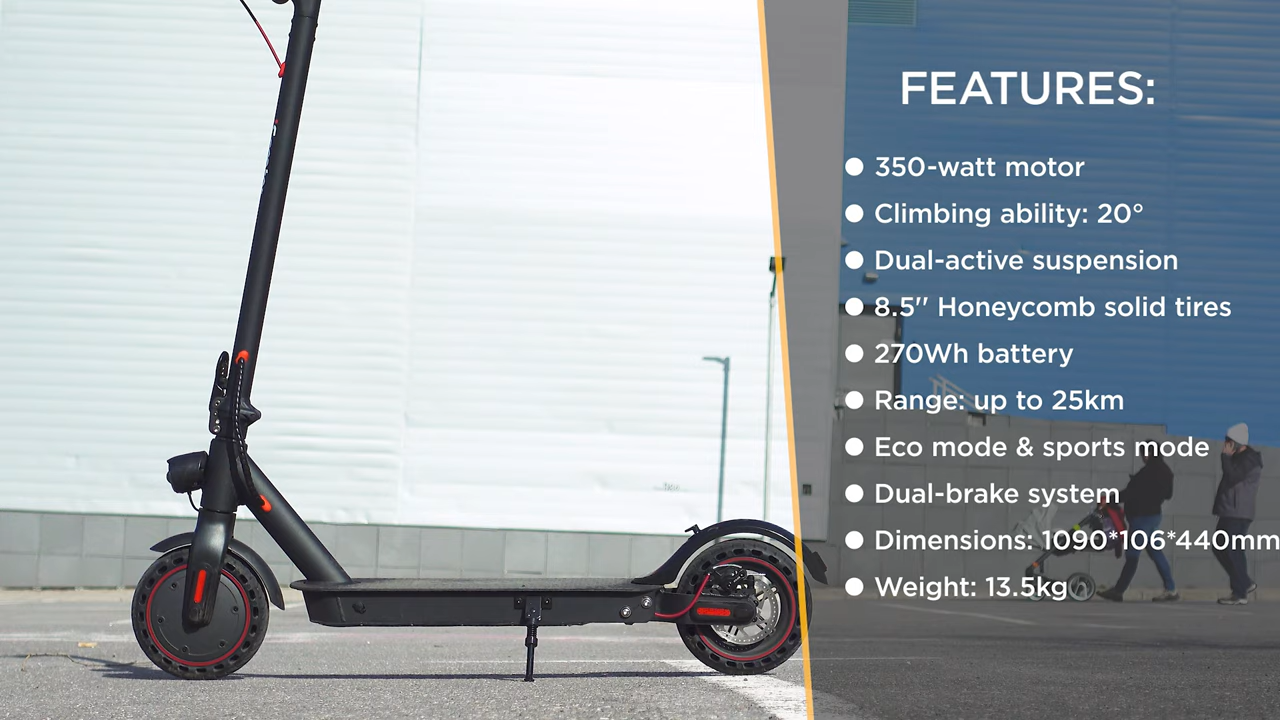 FEATURES:
350-watt motor
Climbing ability: 20°
Dual-active suspension
8.5'' Honeycomb solid tires
270Wh battery
Range: up to 25km
Eco mode & sports mode
Dual-brake system
Dimensions: 1090*106*440mm
Weight: 13.5kg